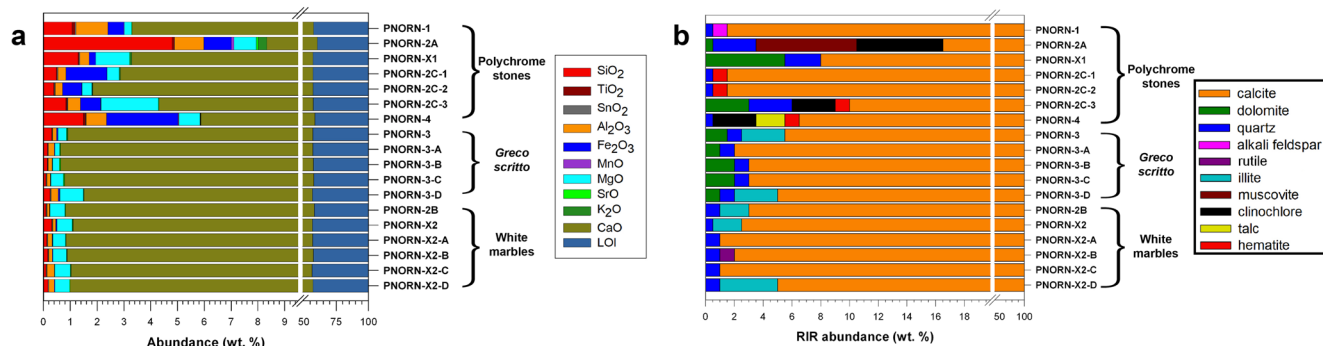 a
PNORN-1
PNORN-2A
PNORN-X1
PNORN-2C-1
PNORN-2C-2
PNORN-2C-3
PNORN-4
PNORN-3
PNORN-3-A
PNORN-3-B
PNORN-3-C
PNORN-3-D
PNORN-2B
PNORN-X2
PNORN-X2-A
PNORN-X2-B
PNORN-X2-C
PNORN-X2-D
Polychrome
stones
Greco
scritto
White
marbles
0 1 2 3 4 5 6 7 8 9 50 100
Abundance (wt. %)
SiO₂
TiO₂
SnO₂
Al₂O₃
Fe₂O₃
MnO
MgO
SrO
K₂O
CaO
LOI
b
PNORN-1
PNORN-2A
PNORN-X1
PNORN-2C-1
PNORN-2C-2
PNORN-2C-3
PNORN-4
PNORN-3
PNORN-3-A
PNORN-3-B
PNORN-3-C
PNORN-3-D
PNORN-2B
PNORN-X2
PNORN-X2-A
PNORN-X2-B
PNORN-X2-C
PNORN-X2-D
Polychrome
stones
Greco
scritto
White
marbles
0 2 4 6 8 10 12 14 16 18 50 100
RIR abundance (wt. %)
calcite
dolomite
quartz
alkali feldspar
rutile
illite
muscovite
clinochlore
talc
hematite